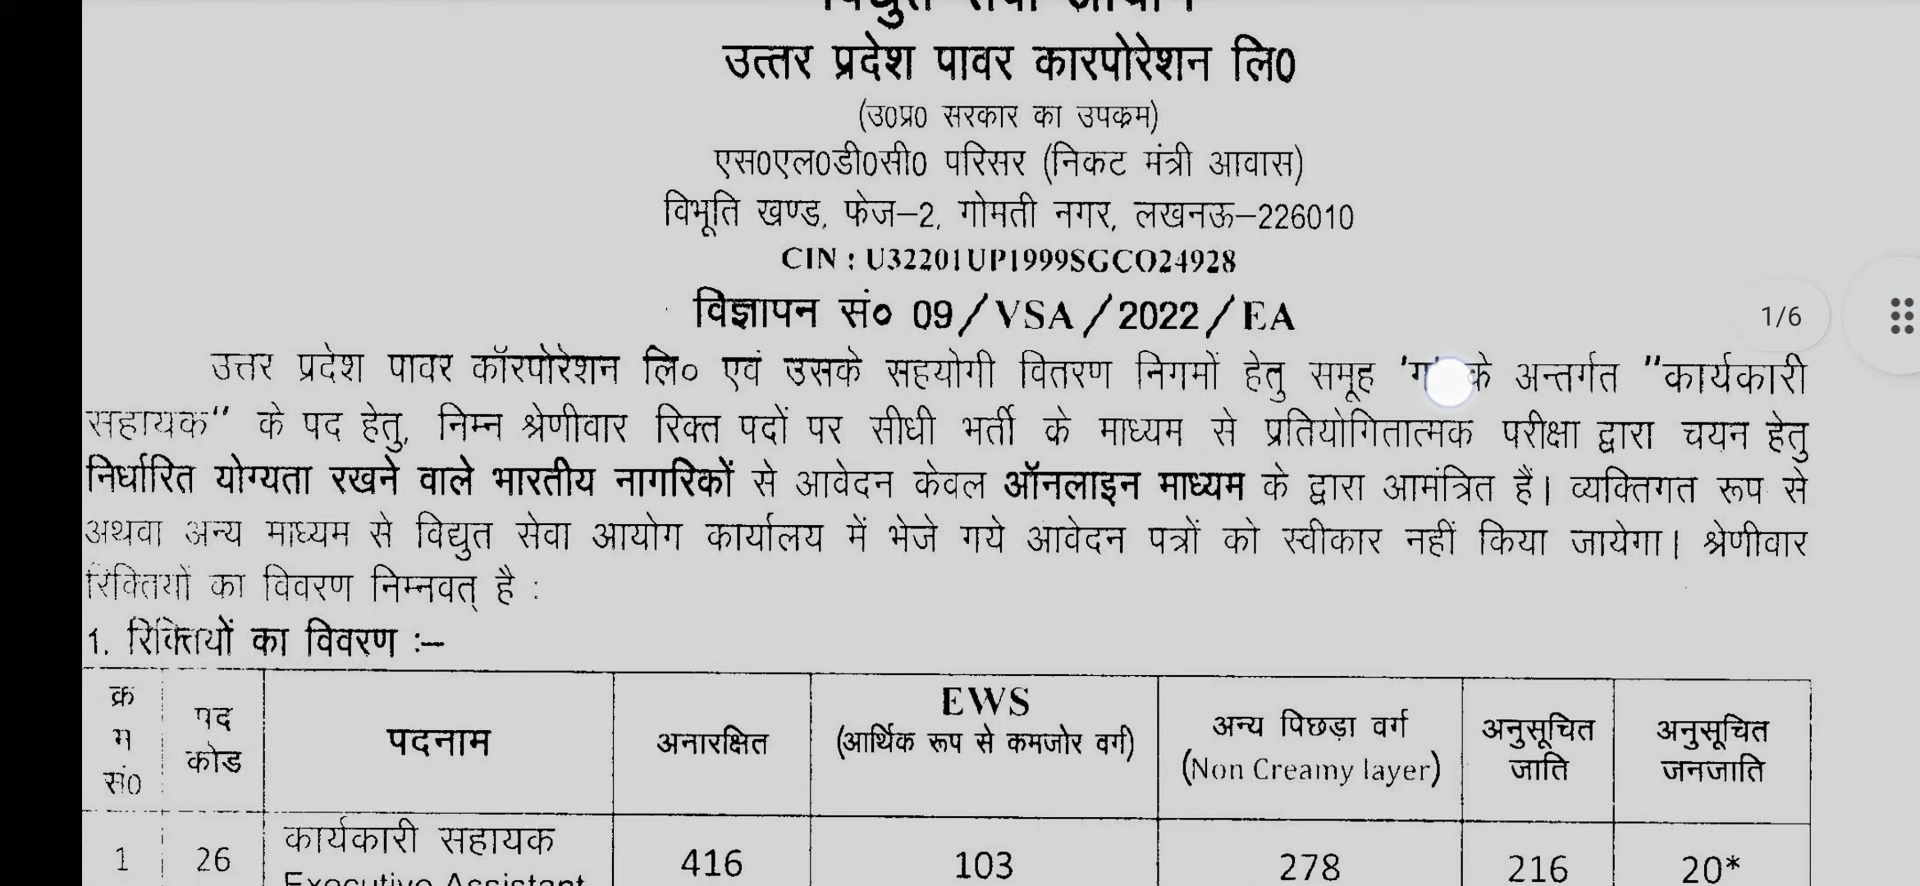 विद्युत सेवा आयोग
उत्तर प्रदेश पावर कारपोरेशन लि0
(उ0प्र0 सरकार का उपक्रम)
एस0एल0डी0सी0 परिसर (निकट मंत्री आवास)
विभूति खण्ड, फेज–2, गोमती नगर, लखनऊ–226010
CIN : U32201UP1999SGCO24928
विज्ञापन सं० 09/VSA/2022/EA
1/6
उत्तर प्रदेश पावर कॉरपोरेशन लि० एवं उसके सहयोगी वितरण निगमों हेतु समूह 'ग' के अन्तर्गत "कार्यकारी
सहायक" के पद हेतु, निम्न श्रेणीवार रिक्त पदों पर सीधी भर्ती के माध्यम से प्रतियोगितात्मक परीक्षा द्वारा चयन हेतु
निर्धारित योग्यता रखने वाले भारतीय नागरिकों से आवेदन केवल ऑनलाइन माध्यम के द्वारा आमंत्रित हैं। व्यक्तिगत रूप से
अथवा अन्य माध्यम से विद्युत सेवा आयोग कार्यालय में भेजे गये आवेदन पत्रों को स्वीकार नहीं किया जायेगा। श्रेणीवार
रिक्तियों का विवरण निम्नवत् है :
1. रिक्तियों का विवरण :–
क्र म सं0 पद कोड पदनाम अनारक्षित EWS (आर्थिक रूप से कमजोर वर्ग) अन्य पिछड़ा वर्ग (Non Creamy layer) अनुसूचित जाति अनुसूचित जनजाति
1 26 कार्यकारी सहायक Executive Assistant 416 103 278 216 20*